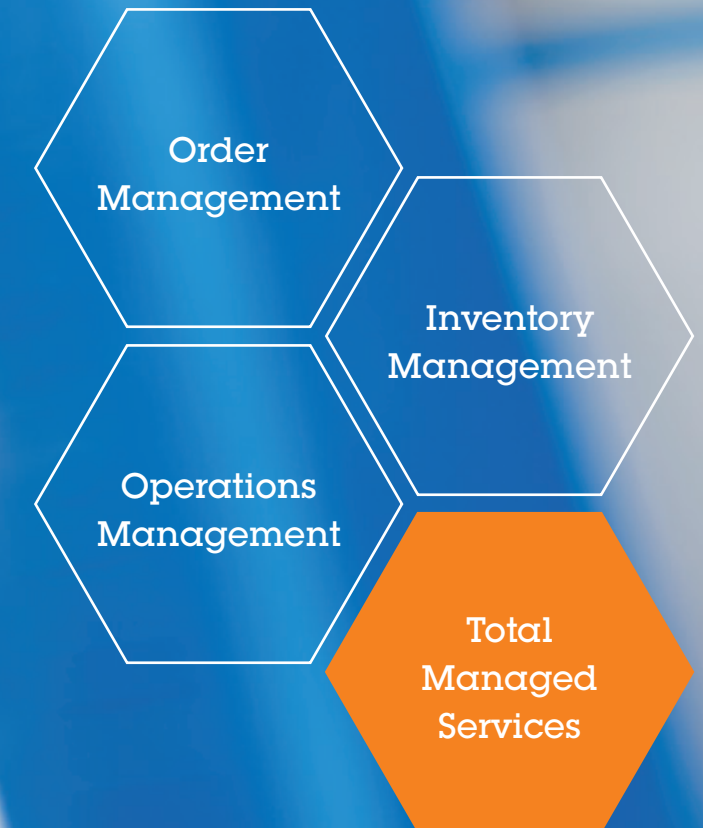 Order
Management
Inventory
Management
Operations
Management
Total
Managed
Services